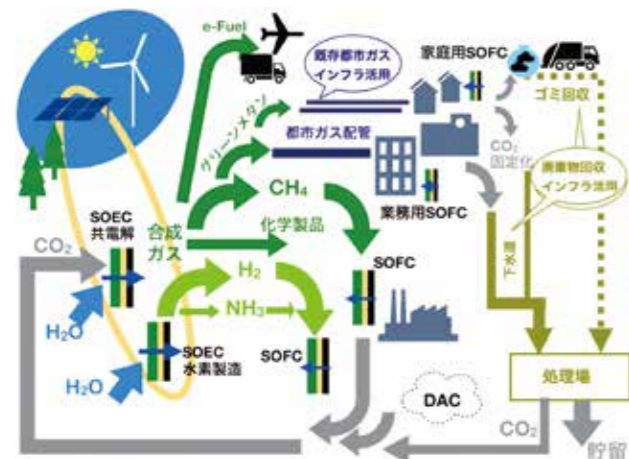 e-Fuel
既存都市ガス
インフラ活用
家庭用SOFC
ゴミ回収
グリーンメタン
都市ガス配管
CO₂
固定化
廃棄物回収
インフラ活用
CH₄
業務用SOFC
SOEC
共電解
合成
ガス
化学製品
CO₂
下水道
SOFC
H₂
H₂O
NH₃
SOEC
水素製造
SOFC
H₂O
DAC
処理場
CO₂
貯留